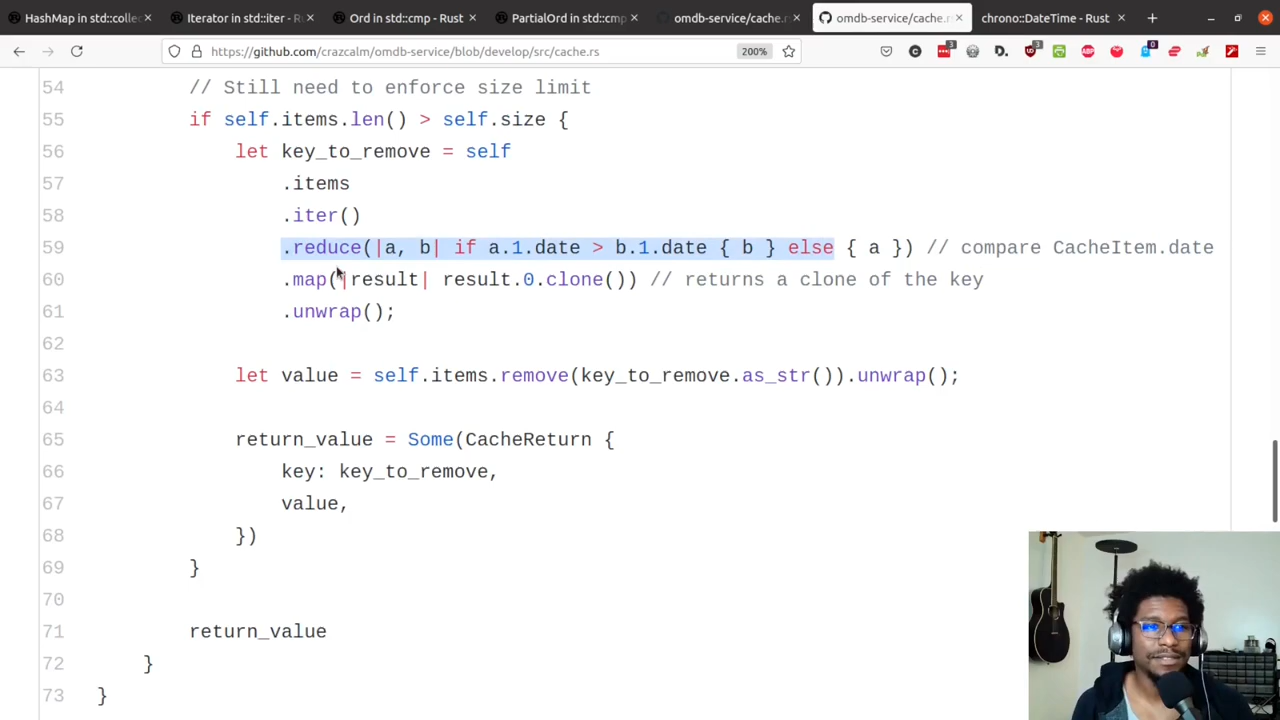 HashMap in std::collec
Iterator in std::iter - R
Ord in std::cmp - Rust
PartialOrd in std::cmp
omdb-service/cache.r
omdb-service/cache.r
chrono::DateTime - Rust
https://github.com/crazcalm/omdb-service/blob/develop/src/cache.rs
200%
54 // Still need to enforce size limit
55 if self.items.len() > self.size {
56 let key_to_remove = self
57 .items
58 .iter()
59 .reduce(|a, b| if a.1.date > b.1.date { b } else { a }) // compare CacheItem.date
60 .map(|result| result.0.clone()) // returns a clone of the key
61 .unwrap();
62
63 let value = self.items.remove(key_to_remove.as_str()).unwrap();
64
65 return_value = Some(CacheReturn {
66 key: key_to_remove,
67 value,
68 })
69 }
70
71 return_value
72 }
73 }